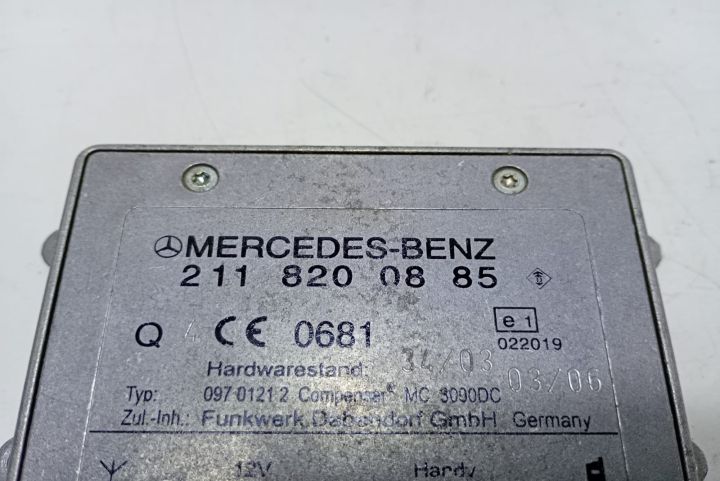 MERCEDES-BENZ
211 820 08 85
Q 4 CE 0681 e1
022019
Hardwarestand: 34/03 03/06
Typ: 097-0121-2 Compenser® MC 3090DC
Zul.-Inh.: Funkwerk Dabendorf GmbH Germany
12V Handy